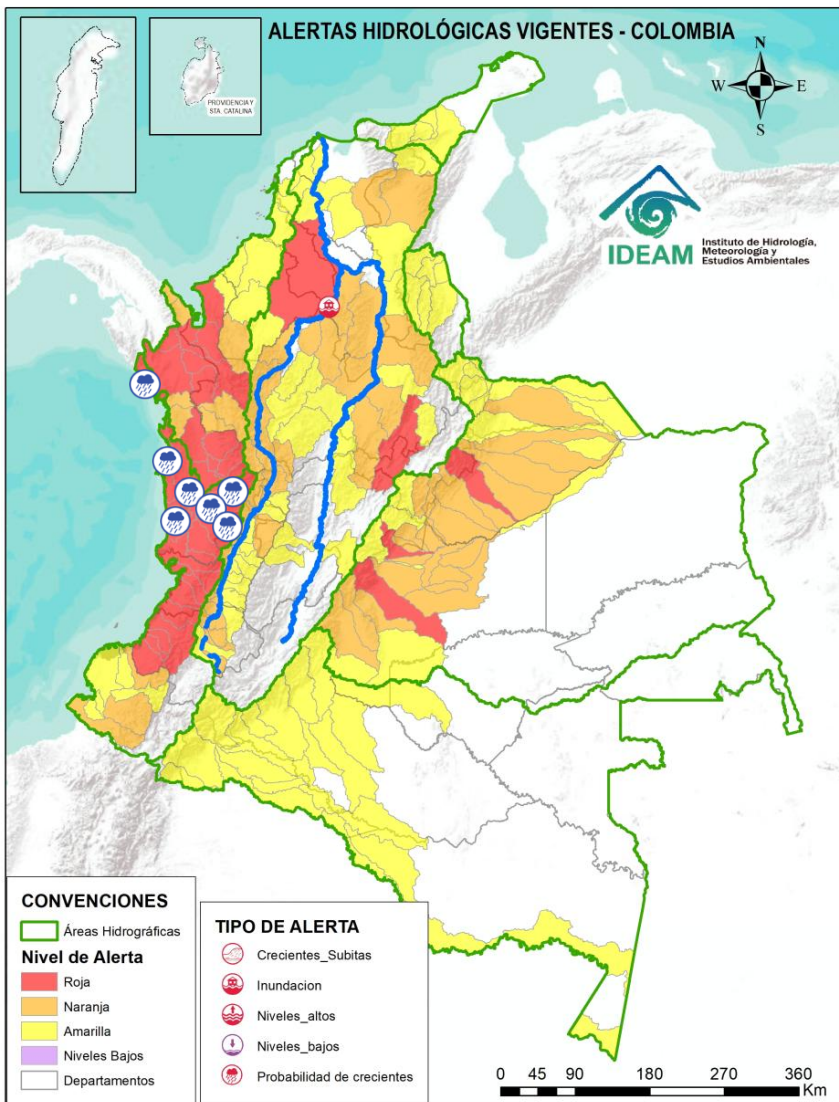 ALERTAS HIDROLÓGICAS VIGENTES - COLOMBIA
PROVIDENCIA Y
STA. CATALINA
N
W
E
S
IDEAM
Instituto de Hidrología,
Meteorología y
Estudios Ambientales
CONVENCIONES
Áreas Hidrográficas
Nivel de Alerta
Roja
Naranja
Amarilla
Niveles Bajos
Departamentos
TIPO DE ALERTA
Crecientes_Subitas
Inundacion
Niveles_altos
Niveles_bajos
Probabilidad de crecientes
0 45 90 180 270 360
Km